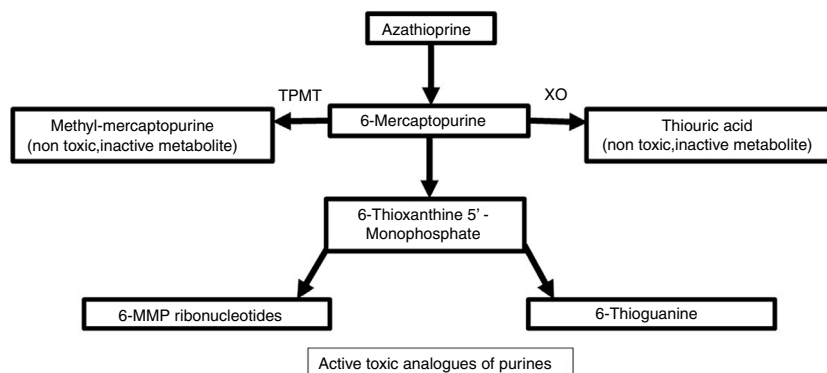 Azathioprine
TPMT
XO
Methyl-mercaptopurine
(non toxic,inactive metabolite)
6-Mercaptopurine
Thiouric acid
(non toxic,inactive metabolite)
6-Thioxanthine 5’ -
Monophosphate
6-MMP ribonucleotides
6-Thioguanine
Active toxic analogues of purines